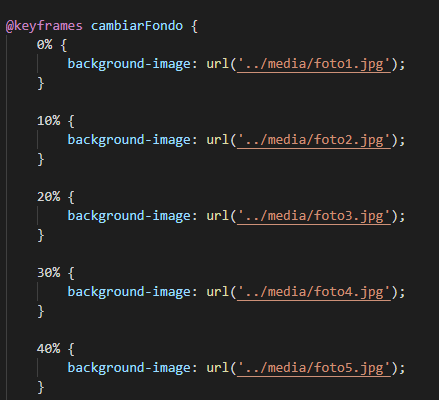 @keyframes cambiarFondo {
0% {
background-image: url('../media/foto1.jpg');
}
10% {
background-image: url('../media/foto2.jpg');
}
20% {
background-image: url('../media/foto3.jpg');
}
30% {
background-image: url('../media/foto4.jpg');
}
40% {
background-image: url('../media/foto5.jpg');
}